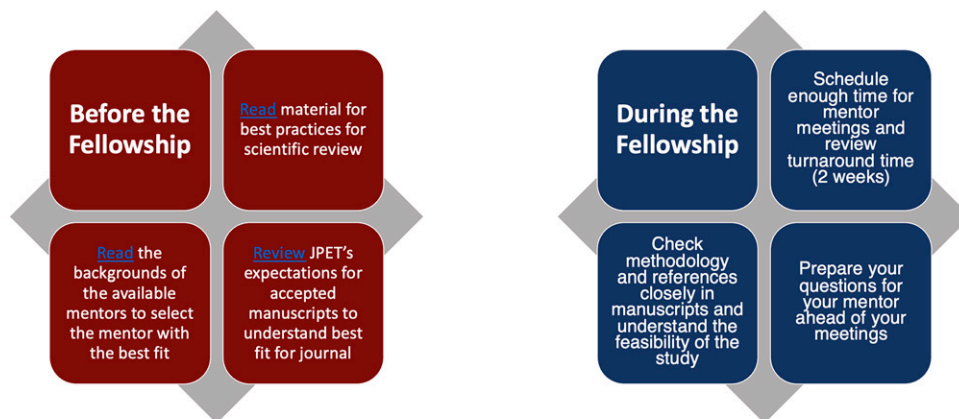 Before the
Fellowship
Read material for
best practices for
scientific review
Read the
backgrounds of
the available
mentors to select
the mentor with
the best fit
Review JPET’s
expectations for
accepted
manuscripts to
understand best
fit for journal
During the
Fellowship
Schedule
enough time for
mentor
meetings and
review
turnaround time
(2 weeks)
Check
methodology
and references
closely in
manuscripts and
understand the
feasibility of the
study
Prepare your
questions for
your mentor
ahead of your
meetings